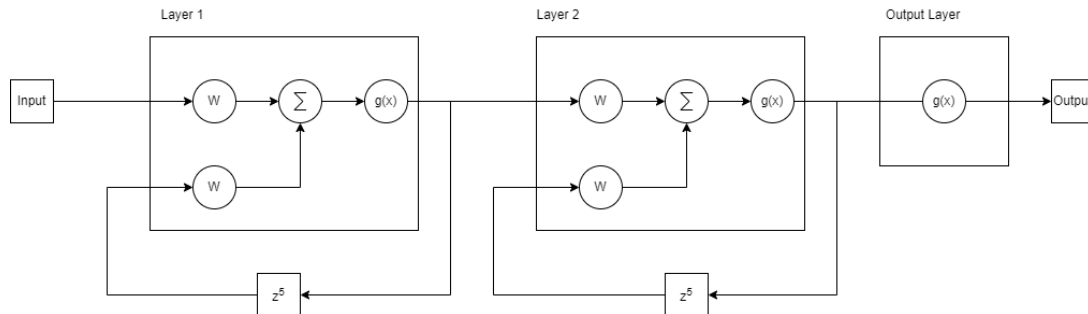 Layer 1
Layer 2
Output Layer
Input
W
Σ
g(x)
W
Σ
g(x)
g(x)
Output
W
W
z⁵
z⁵